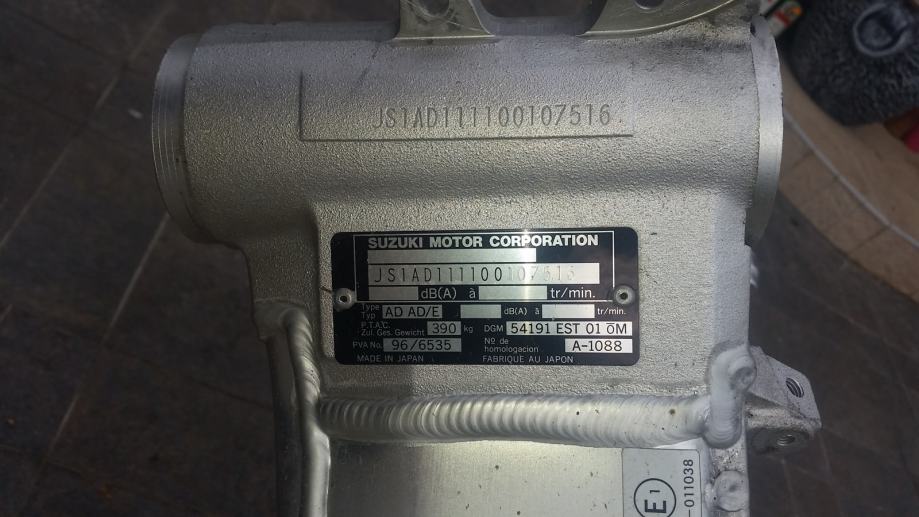 JS1AD111100107516
SUZUKI MOTOR CORPORATION
JS1AD111100107516
dB(A) à tr/min.
Type
Typ AD AD/E dB(A) à tr/min.
P.T.A.C.
Zul. Ges. Gewicht 390 kg DGM 54191 EST 01 ŌM
PVA No. 96/6535 Nº de homologacion A-1088
MADE IN JAPAN FABRIQUE AU JAPON
E1
-011038